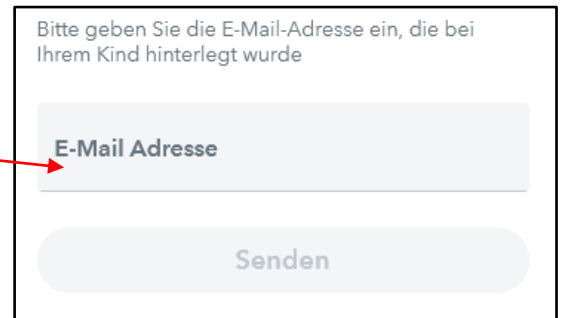 Bitte geben Sie die E-Mail-Adresse ein, die bei
Ihrem Kind hinterlegt wurde
E-Mail Adresse
Senden